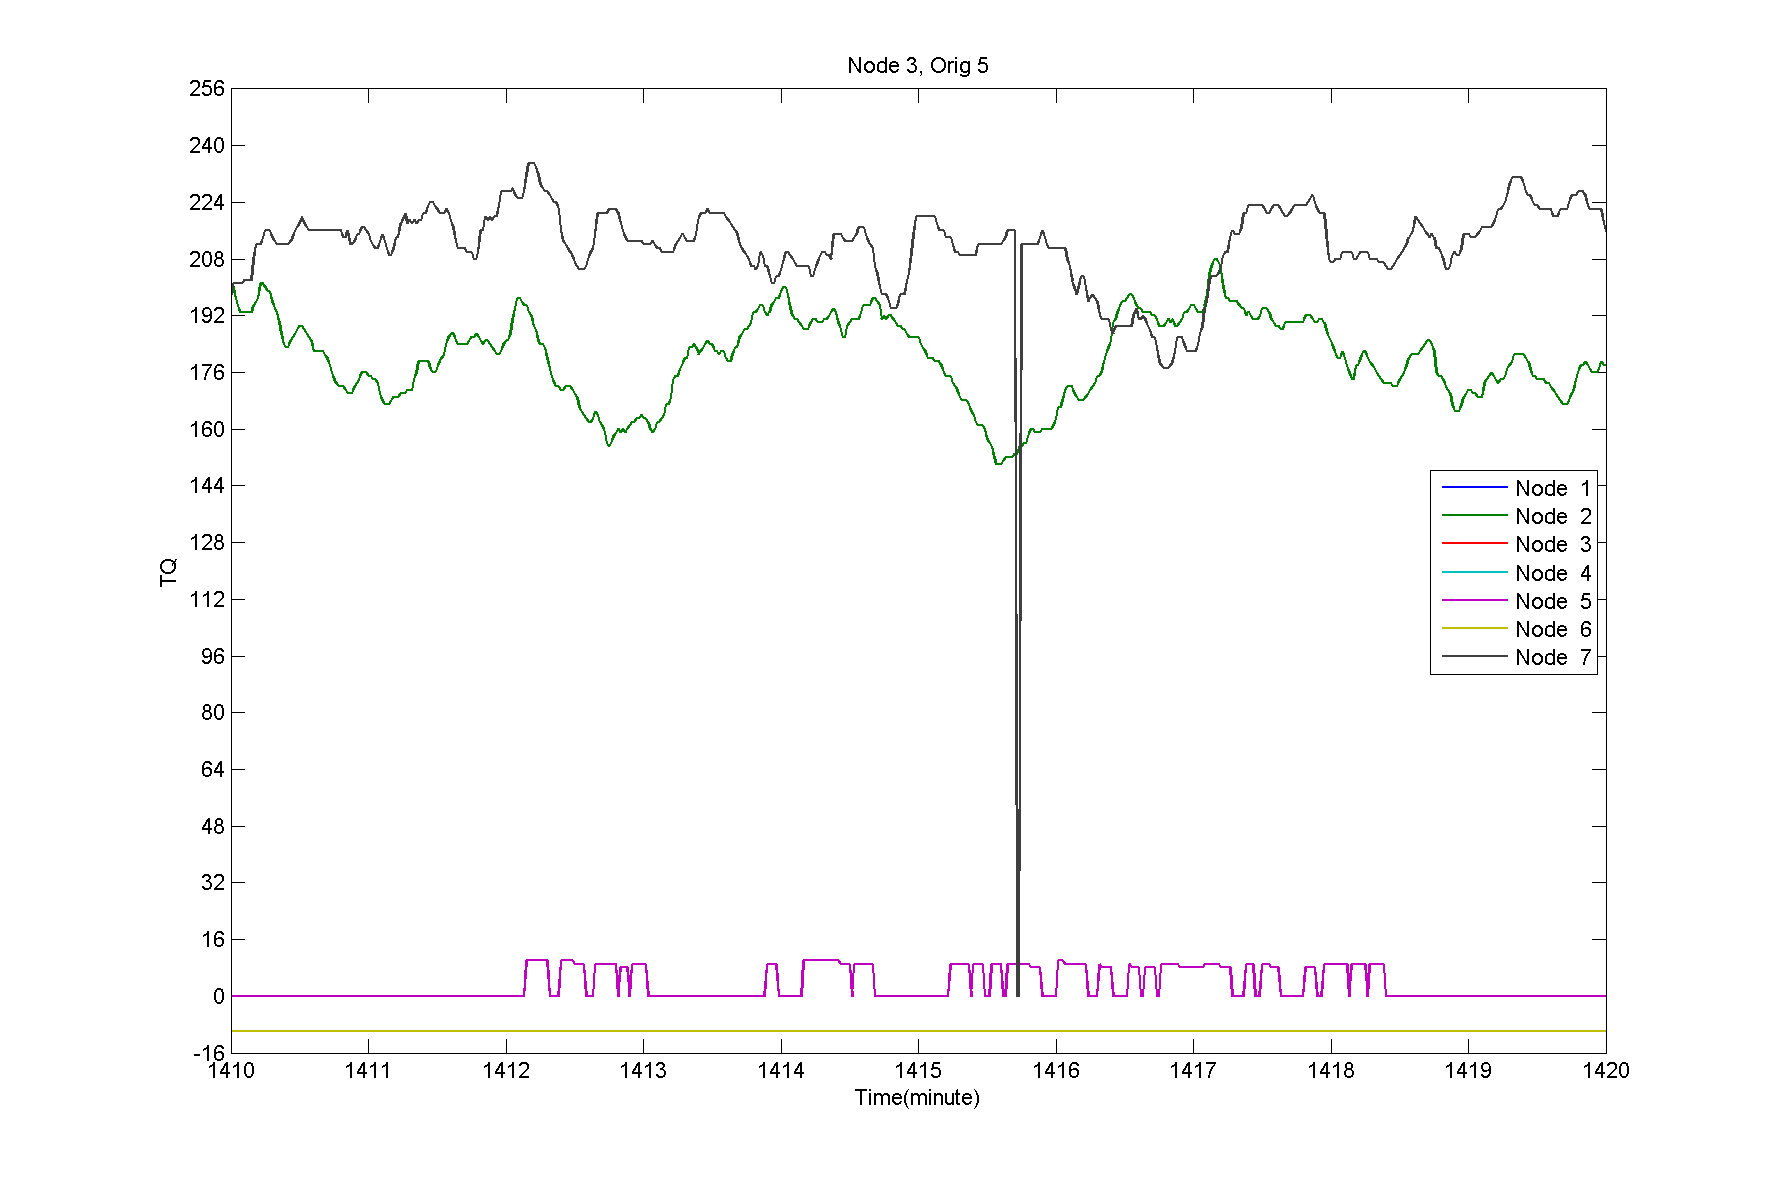 Node 3, Orig 5
256
240
224
208
192
176
160
144
128
112
96
80
64
48
32
16
0
-16
TQ
Node 1
Node 2
Node 3
Node 4
Node 5
Node 6
Node 7
1410 1411 1412 1413 1414 1415 1416 1417 1418 1419 1420
Time(minute)